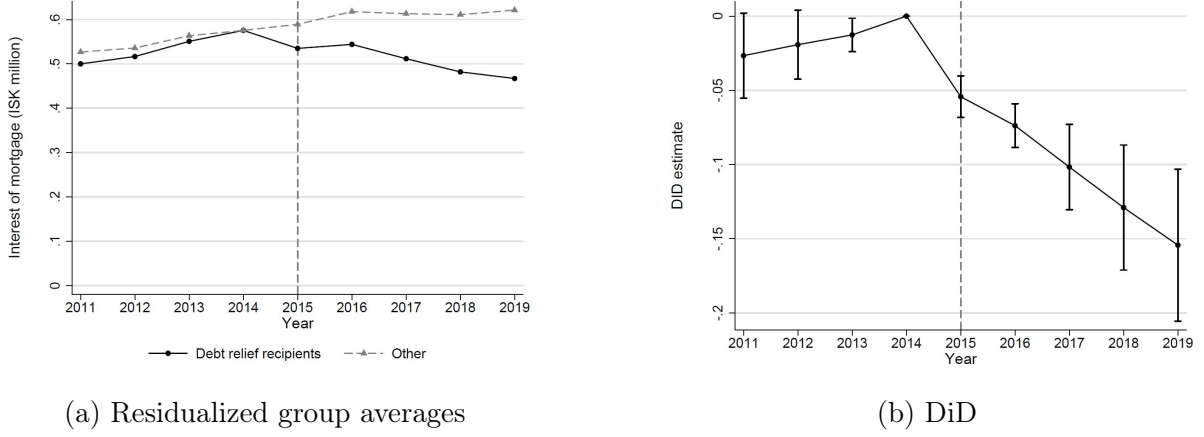 Interest of mortgage (ISK million)
.6
.5
.4
.3
.2
.1
0
2011 2012 2013 2014 2015 2016 2017 2018 2019
Year
Debt relief recipients Other
(a) Residualized group averages
DID estimate
0
-.05
-.1
-.15
-.2
2011 2012 2013 2014 2015 2016 2017 2018 2019
Year
(b) DiD